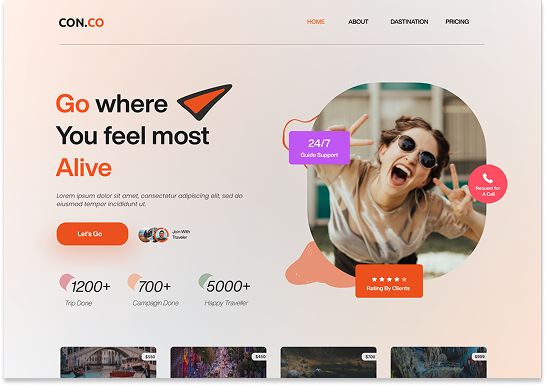 CON.CO
HOME ABOUT DASTINATION PRICING
Go where
You feel most
Alive
Lorem ipsum dolor sit amet, consectetur adipiscing elit, sed do
eiusmod tempor incididunt ut.
Let's Go
Join With
Traveler
1200+
Trip Done
700+
Campaign Done
5000+
Happy Traveller
24/7
Guide Support
Request for
A Call
Rating By Clients
$550
$450
$700
$999